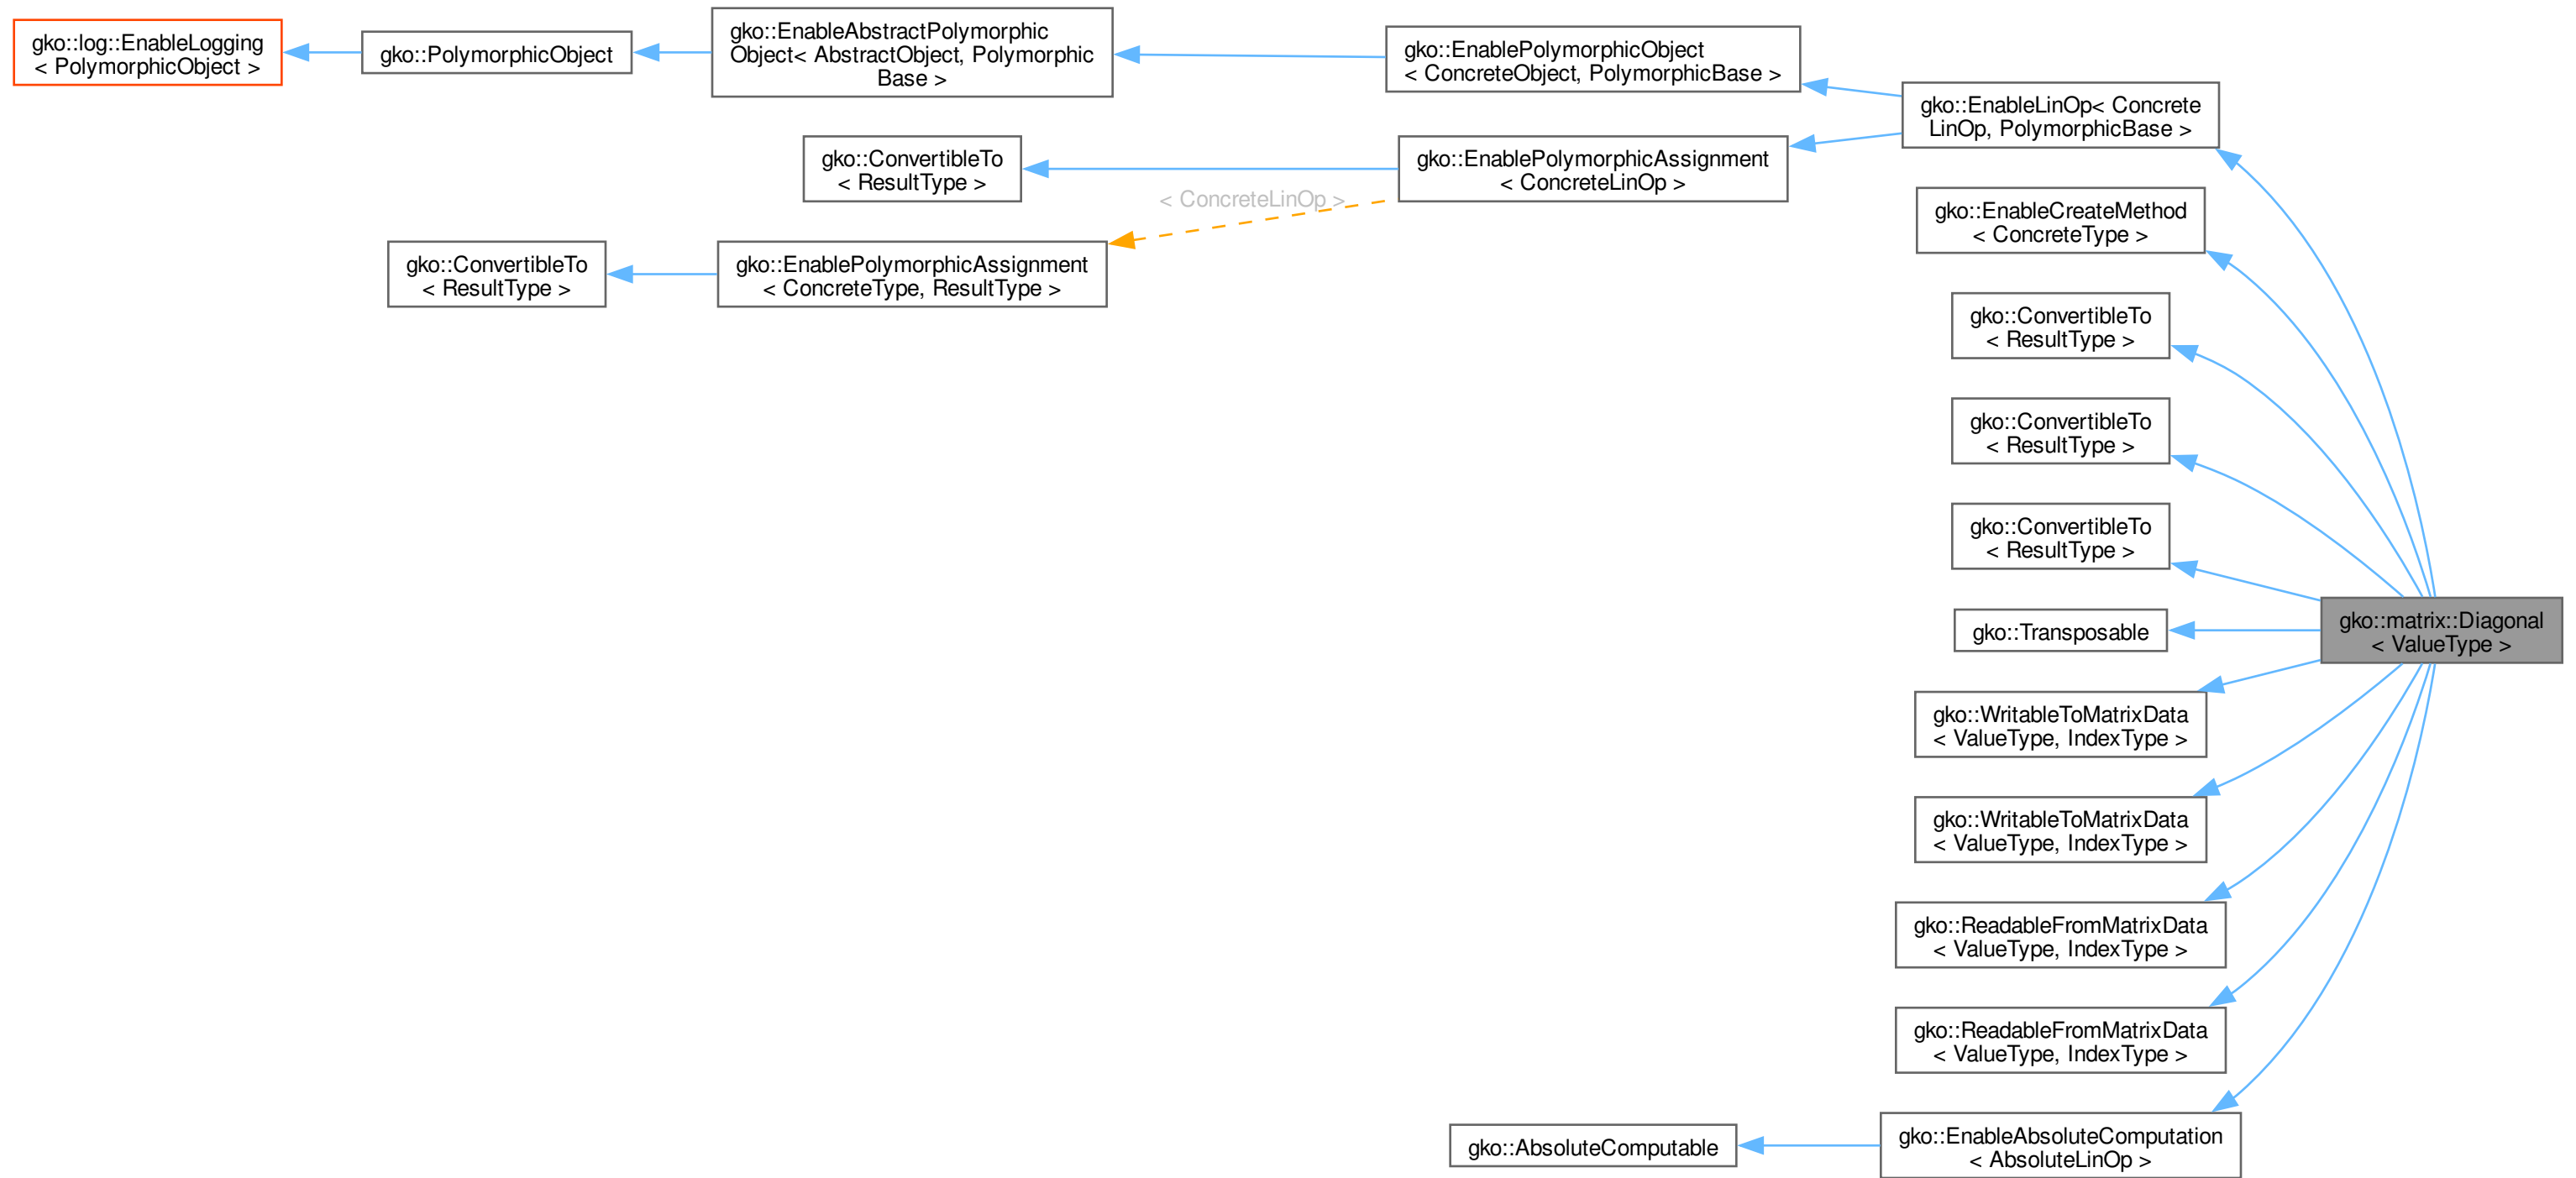 gko::log::EnableLogging
< PolymorphicObject >
gko::PolymorphicObject
gko::EnableAbstractPolymorphic
Object< AbstractObject, Polymorphic
Base >
gko::EnablePolymorphicObject
< ConcreteObject, PolymorphicBase >
gko::EnableLinOp< Concrete
LinOp, PolymorphicBase >
gko::ConvertibleTo
< ResultType >
gko::EnablePolymorphicAssignment
< ConcreteLinOp >
< ConcreteLinOp >
gko::ConvertibleTo
< ResultType >
gko::EnablePolymorphicAssignment
< ConcreteType, ResultType >
gko::EnableCreateMethod
< ConcreteType >
gko::ConvertibleTo
< ResultType >
gko::ConvertibleTo
< ResultType >
gko::ConvertibleTo
< ResultType >
gko::Transposable
gko::matrix::Diagonal
< ValueType >
gko::WritableToMatrixData
< ValueType, IndexType >
gko::WritableToMatrixData
< ValueType, IndexType >
gko::ReadableFromMatrixData
< ValueType, IndexType >
gko::ReadableFromMatrixData
< ValueType, IndexType >
gko::AbsoluteComputable
gko::EnableAbsoluteComputation
< AbsoluteLinOp >